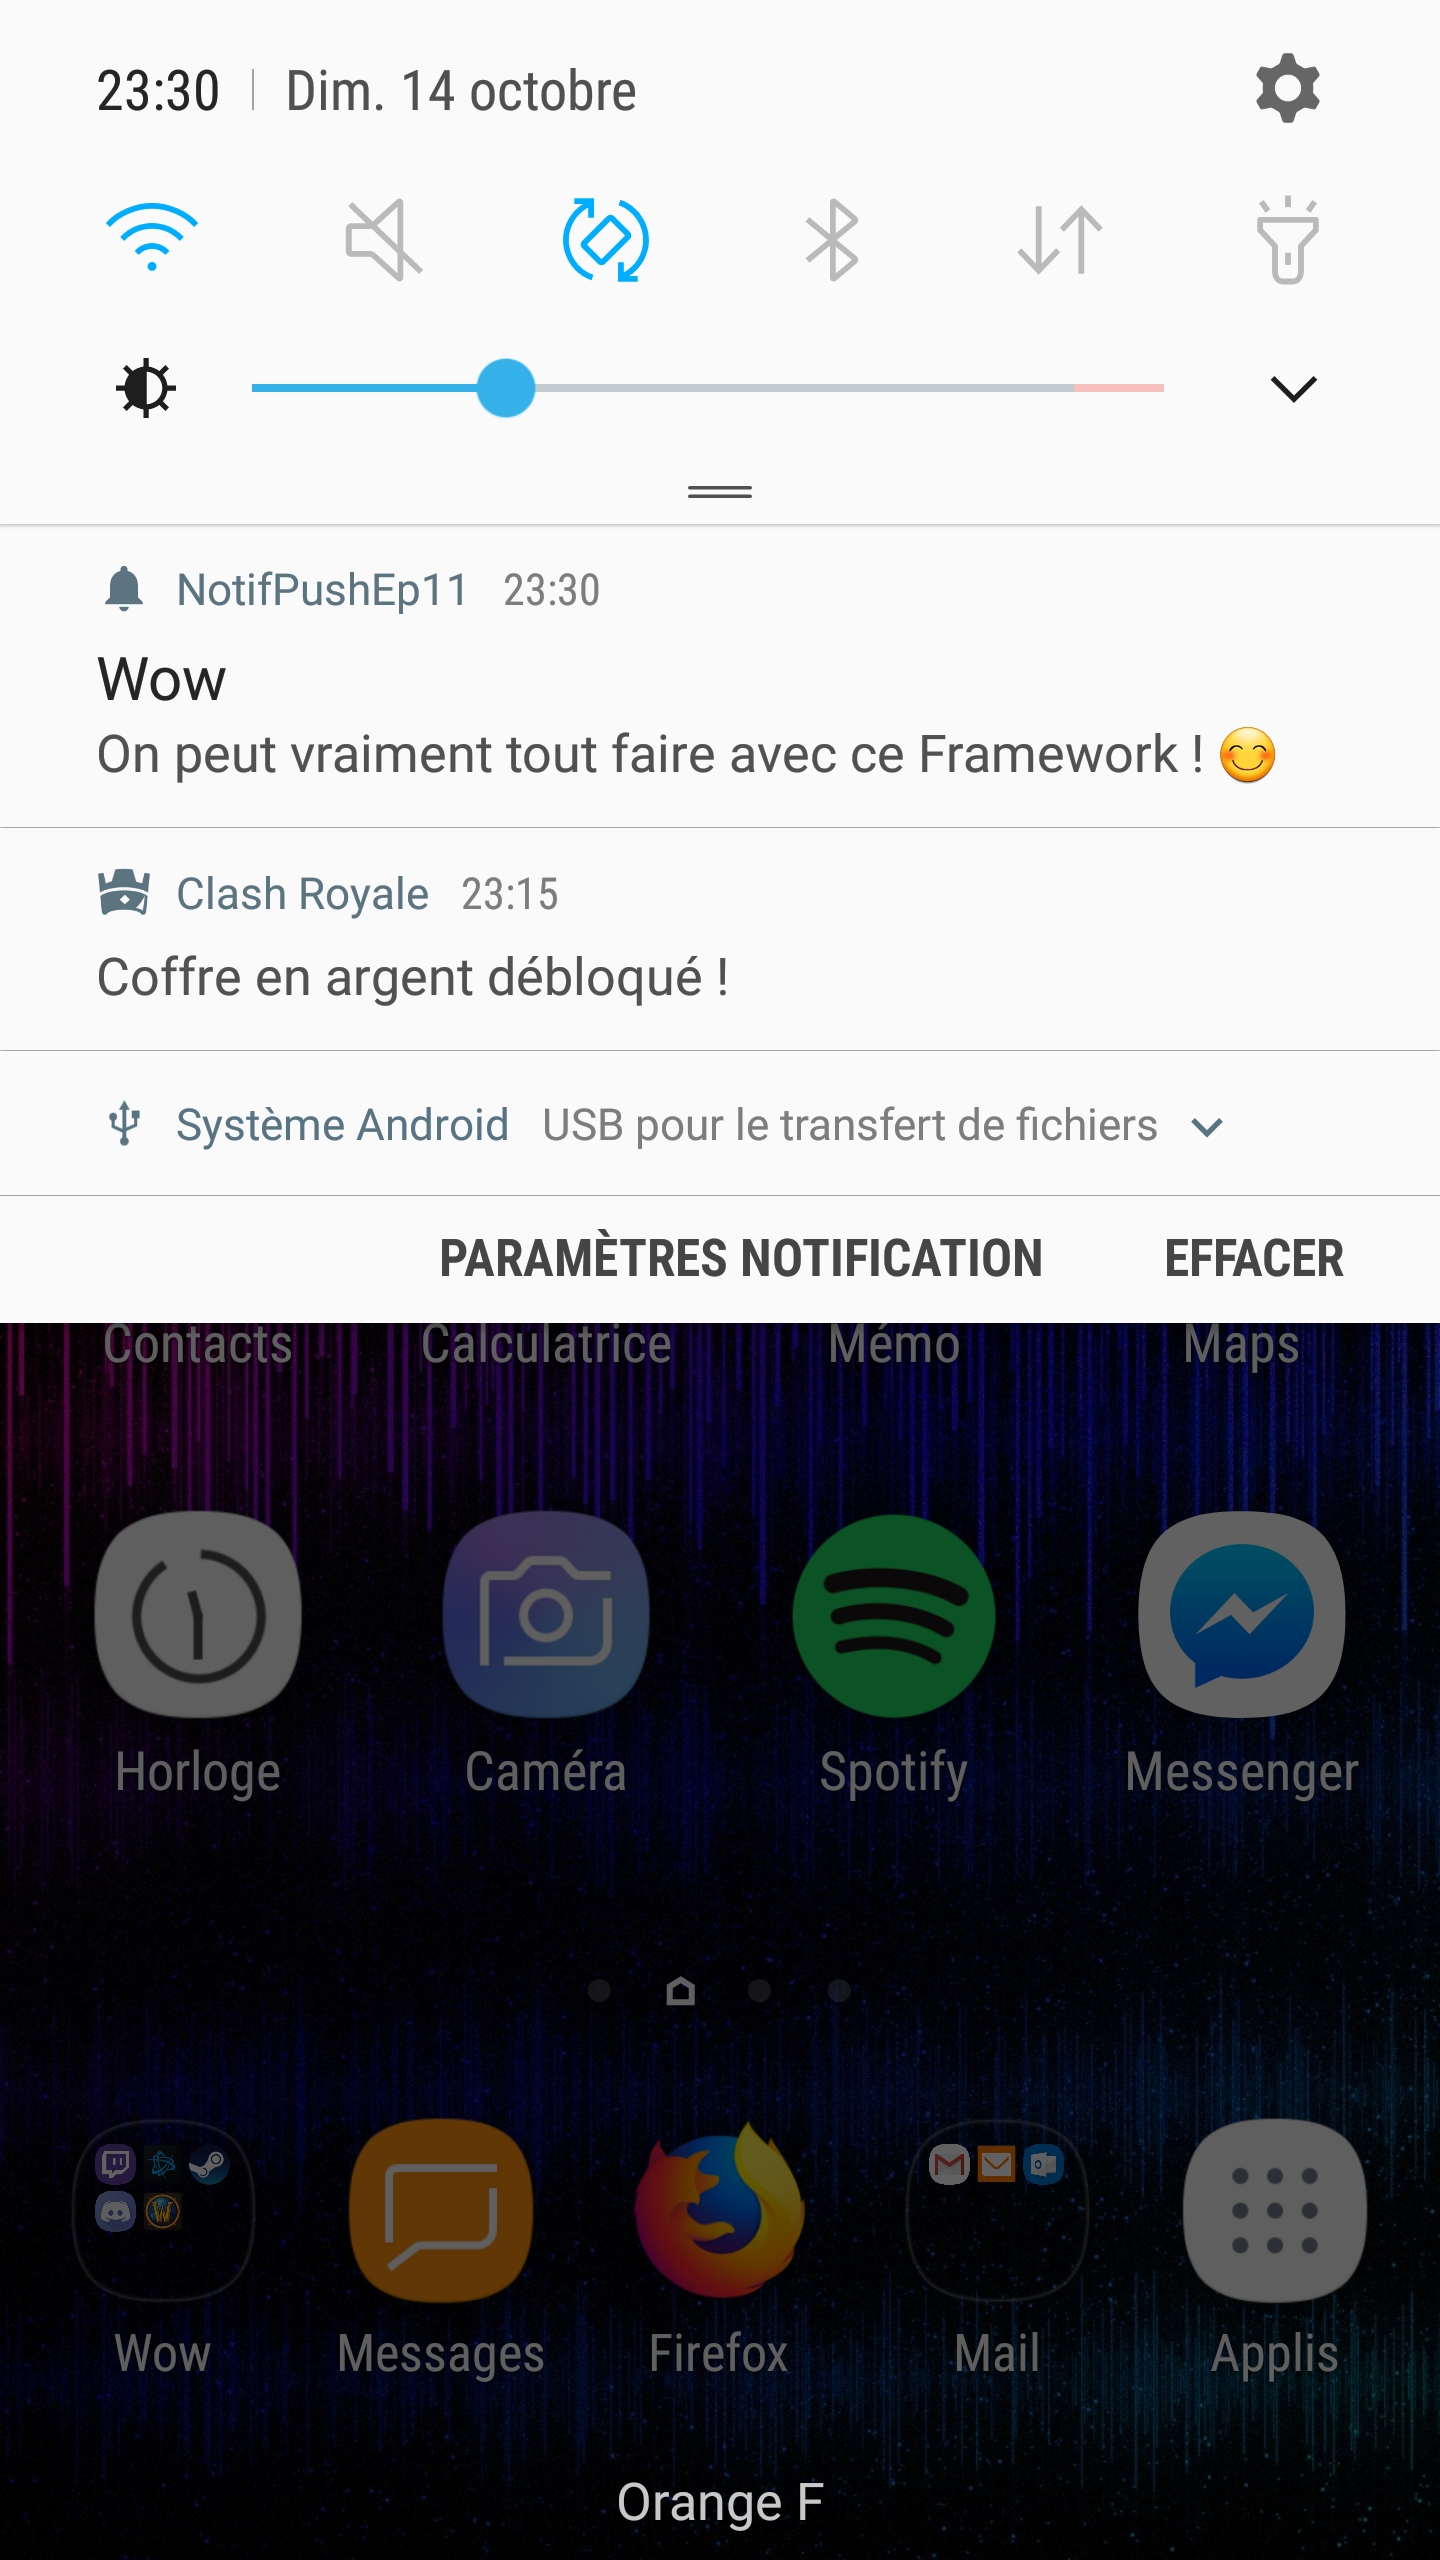 23:30 | Dim. 14 octobre
NotifPushEp11 23:30
Wow
On peut vraiment tout faire avec ce Framework ! 😊
Clash Royale 23:15
Coffre en argent débloqué !
Système Android USB pour le transfert de fichiers
PARAMÈTRES NOTIFICATION EFFACER
Contacts Calculatrice Mémo Maps
Horloge Caméra Spotify Messenger
Wow Messages Firefox Mail Applis
Orange F